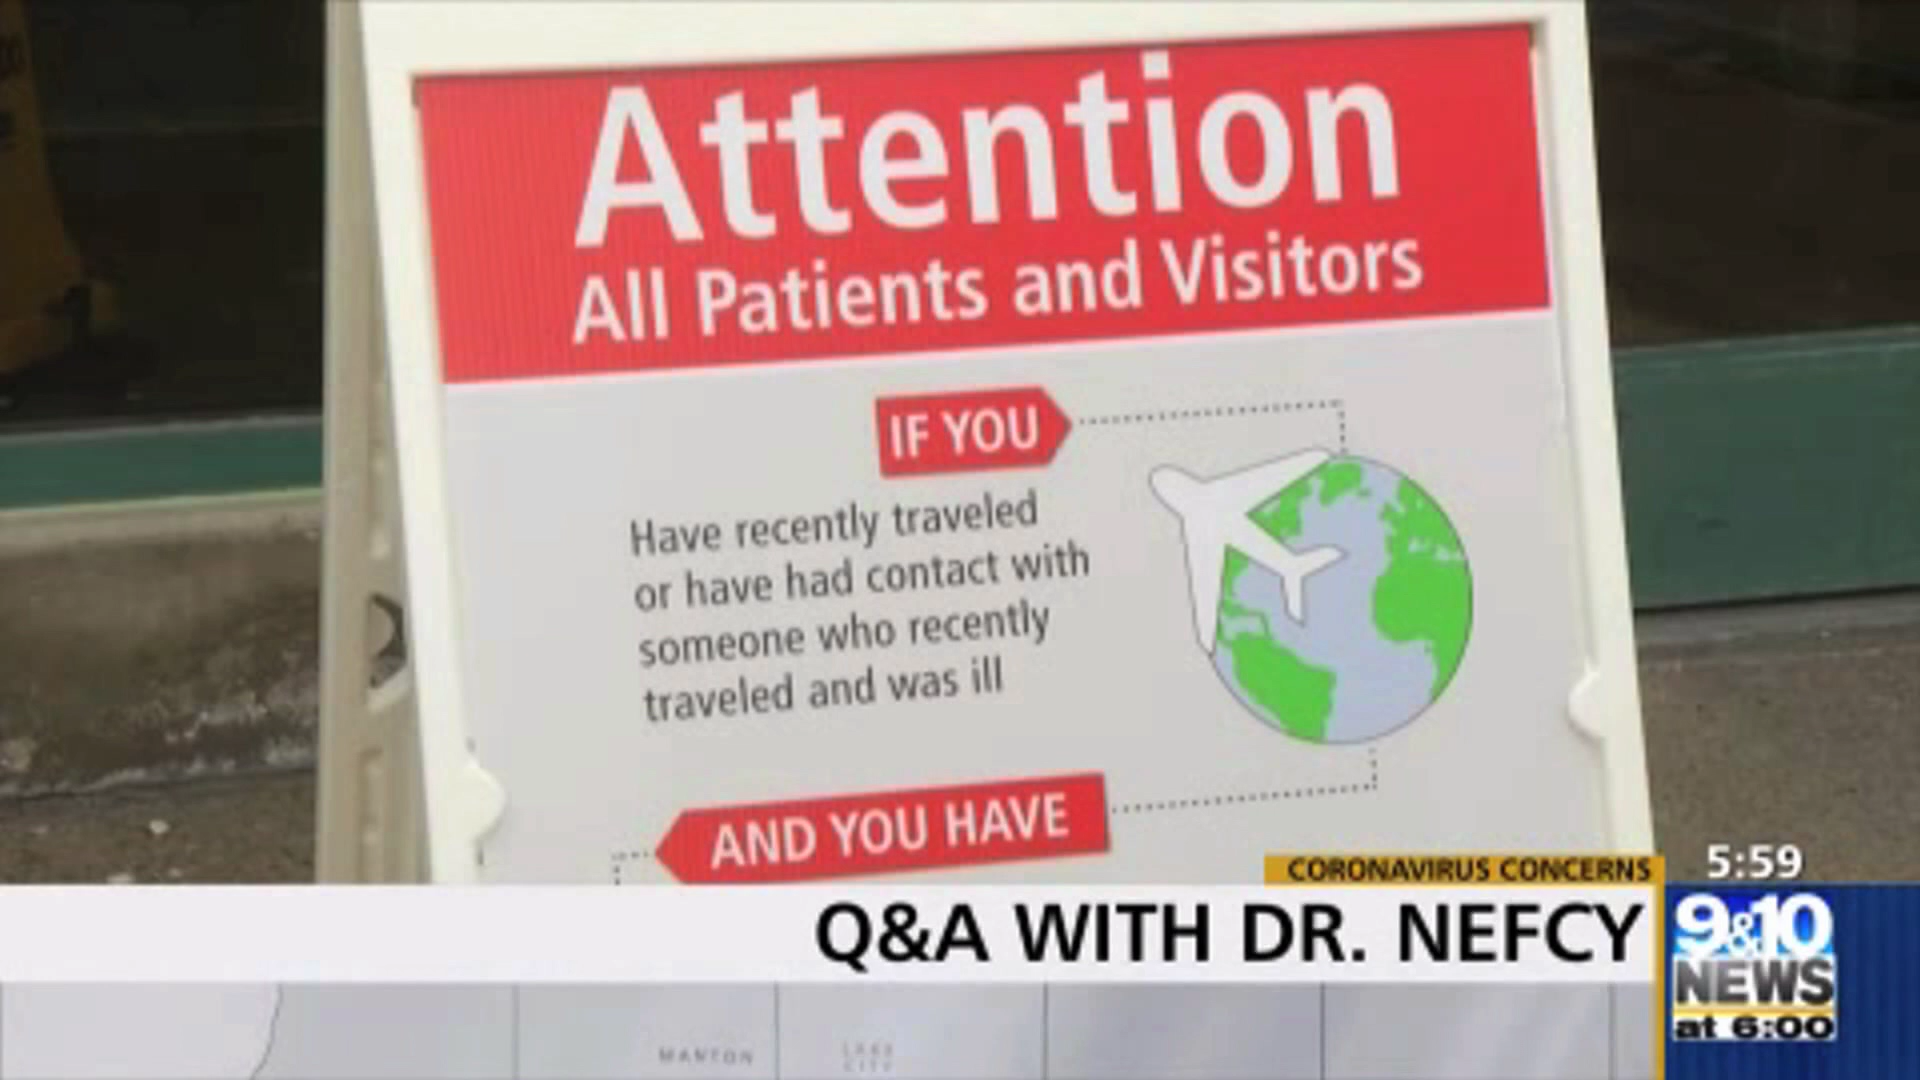 Attention
All Patients and Visitors
IF YOU
Have recently traveled
or have had contact with
someone who recently
traveled and was ill
AND YOU HAVE
CORONAVIRUS CONCERNS
5:59
Q&A WITH DR. NEFCY
9&10
NEWS
at 6:00
MANTON
LAKE
CITY